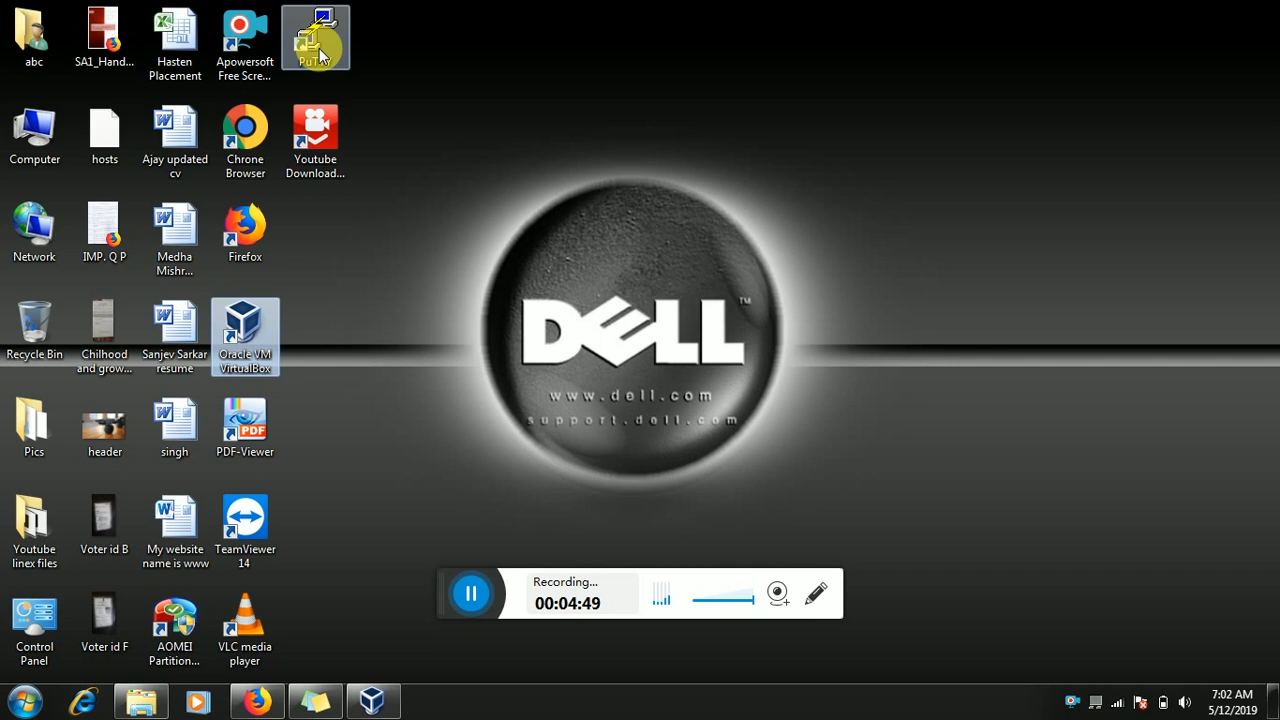 abc
SA1_Hand...
Hasten
Placement
Apowersoft
Free Scre...
Computer
hosts
Ajay updated
cv
Chrome
Browser
Youtube
Download...
Network
IMP. Q P
Medha
Mishr...
Firefox
Recycle Bin
Chilhood
and grow...
Sanjev Sarkar
resume
Oracle VM
VirtualBox
DELL™
www.dell.com
support.dell.com
Pics
header
singh
PDF
PDF-Viewer
Youtube
linex files
Voter id B
My website
name is www
TeamViewer
14
Recording...
00:04:49
Control
Panel
Voter id F
AOMEI
Partition...
VLC media
player
7:02 AM
5/12/2019